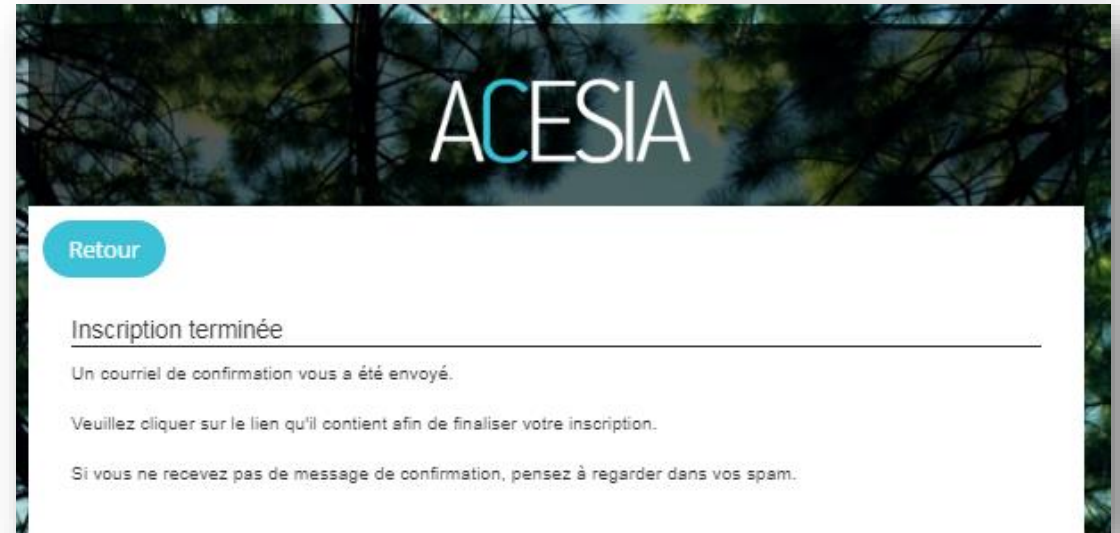 ACESIA
Retour
Inscription terminée
Un courriel de confirmation vous a été envoyé.
Veuillez cliquer sur le lien qu'il contient afin de finaliser votre inscription.
Si vous ne recevez pas de message de confirmation, pensez à regarder dans vos spam.